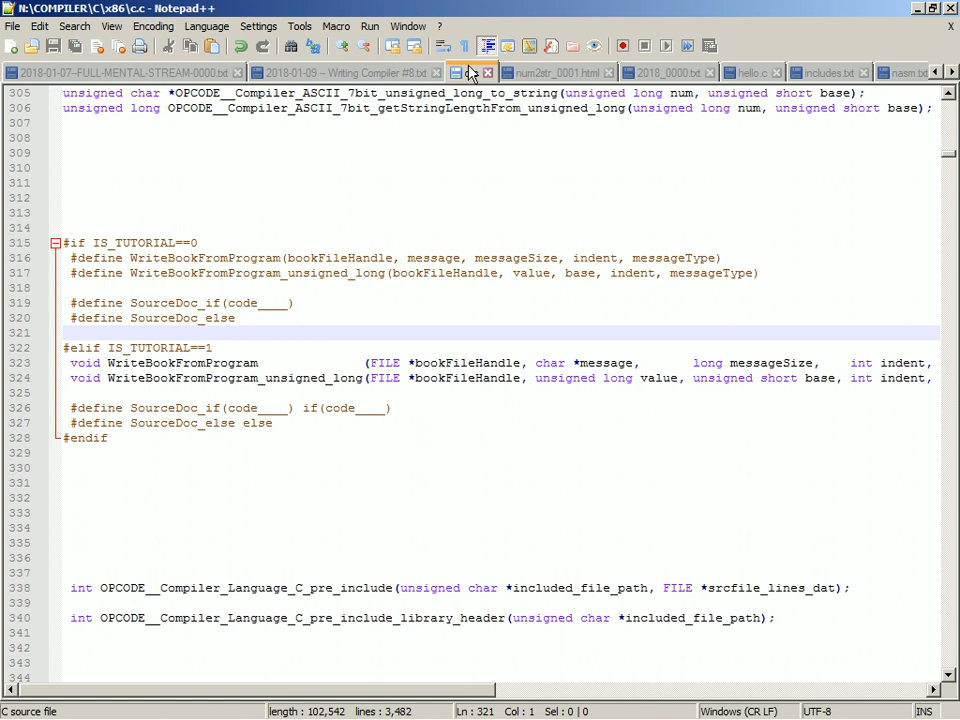 N:\COMPILER\C\x86\c.c - Notepad++
File Edit Search View Encoding Language Settings Tools Macro Run Window ? X
2018-01-07-FULL-MENTAL-STREAM-0000.txt 2018-01-09 – Writing Compiler #8.txt num2str_0001.html 2018_0000.txt hello.c includes.txt nasm.txt
305 unsigned char *OPCODE__Compiler_ASCII_7bit_unsigned_long_to_string(unsigned long num, unsigned short base);
306 unsigned long OPCODE__Compiler_ASCII_7bit_getStringLengthFrom_unsigned_long(unsigned long num, unsigned short base);
307
308
309
310
311
312
313
314
315 #if IS_TUTORIAL==0
316 #define WriteBookFromProgram(bookFileHandle, message, messageSize, indent, messageType)
317 #define WriteBookFromProgram_unsigned_long(bookFileHandle, value, base, indent, messageType)
318
319 #define SourceDoc_if(code____)
320 #define SourceDoc_else
321
322 #elif IS_TUTORIAL==1
323 void WriteBookFromProgram (FILE *bookFileHandle, char *message, long messageSize, int indent,
324 void WriteBookFromProgram_unsigned_long(FILE *bookFileHandle, unsigned long value, unsigned short base, int indent,
325
326 #define SourceDoc_if(code____) if(code____)
327 #define SourceDoc_else else
328 #endif
329
330
331
332
333
334
335
336
337
338 int OPCODE__Compiler_Language_C_pre_include(unsigned char *included_file_path, FILE *srcfile_lines_dat);
339
340 int OPCODE__Compiler_Language_C_pre_include_library_header(unsigned char *included_file_path);
341
342
343
344
C source file length : 102,542 lines : 3,482 Ln : 321 Col : 1 Sel : 0 | 0 Windows (CR LF) UTF-8 INS